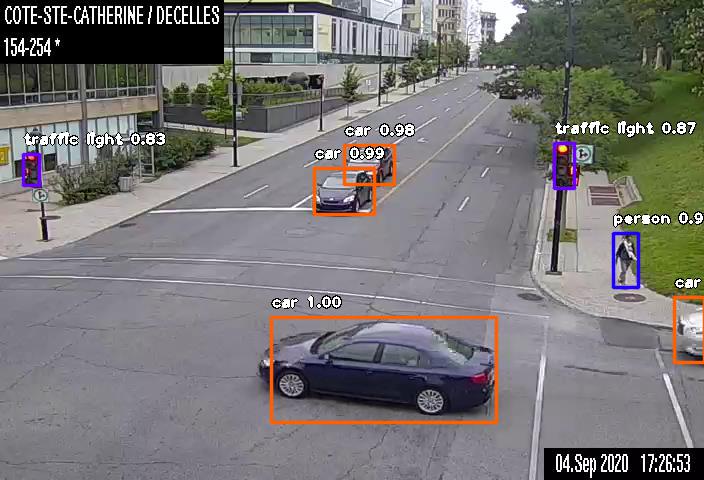 COTE-STE-CATHERINE / DECELLES
154-254 *
traffic light 0.83
car 0.98
car 0.99
traffic light 0.87
person 0.9
car
car 1.00
04.Sep 2020 17:26:53